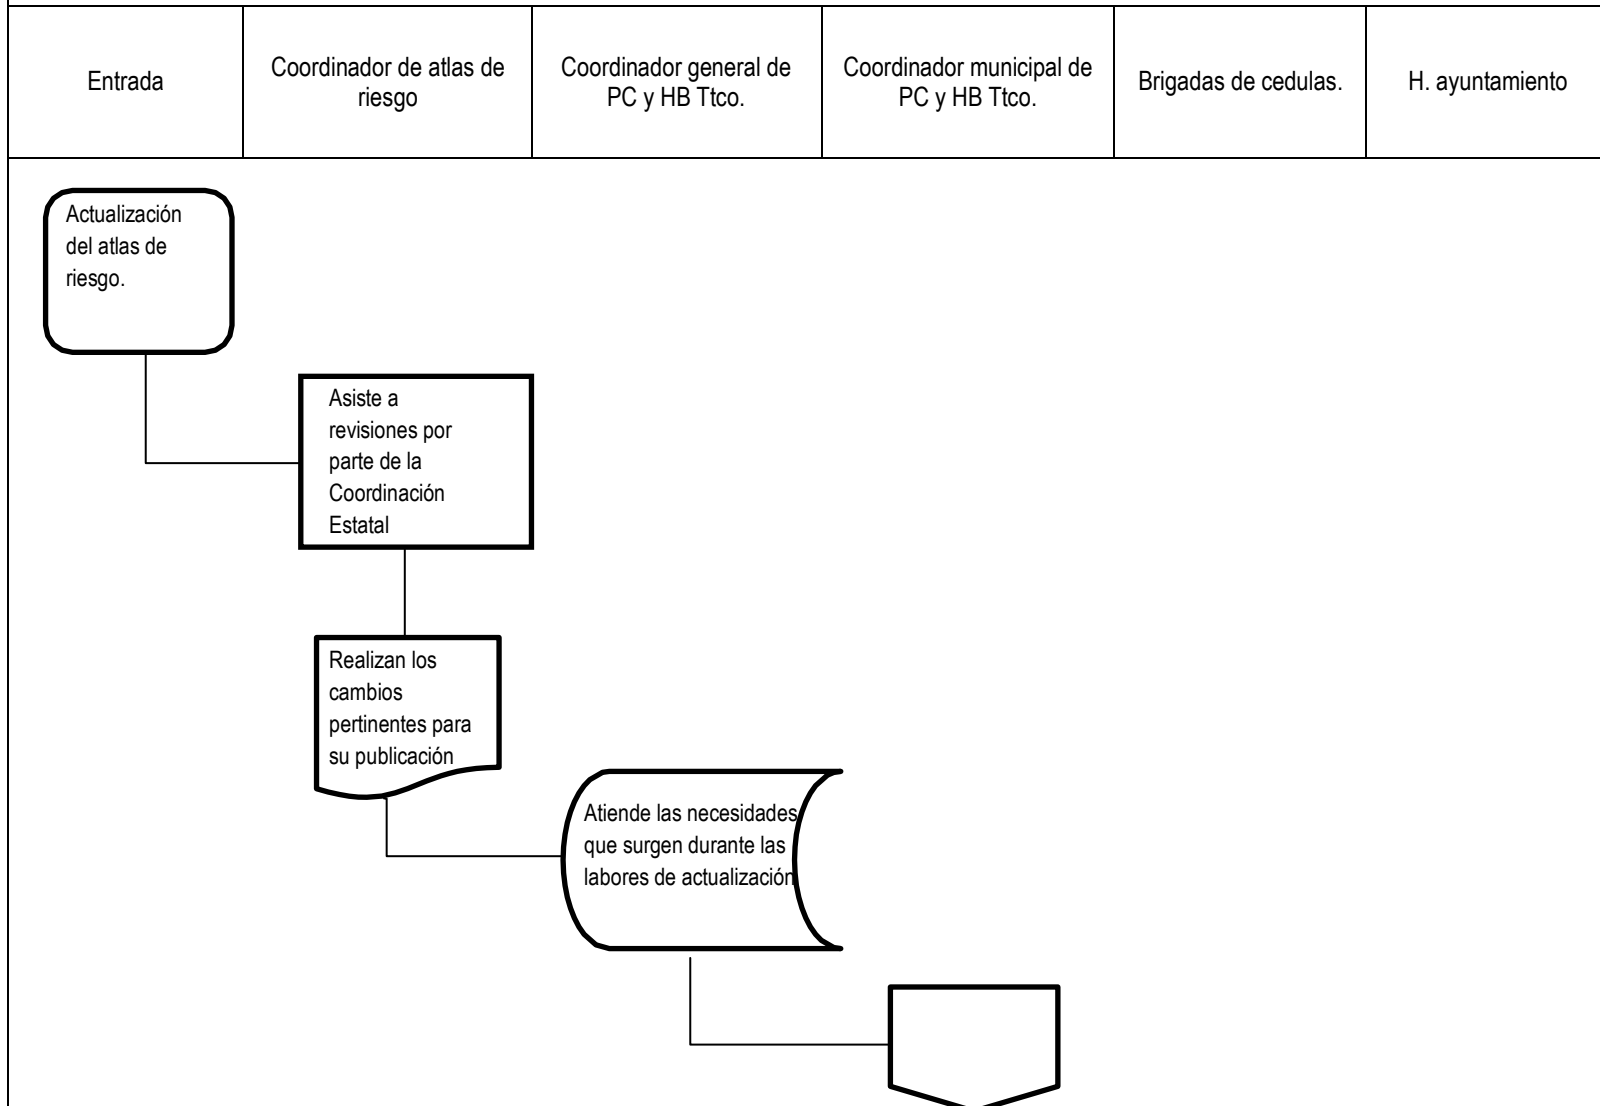 Entrada
Coordinador de atlas de
riesgo
Coordinador general de
PC y HB Ttco.
Coordinador municipal de
PC y HB Ttco.
Brigadas de cedulas.
H. ayuntamiento
Actualización
del atlas de
riesgo.
Asiste a
revisiones por
parte de la
Coordinación
Estatal
Realizan los
cambios
pertinentes para
su publicación
Atiende las necesidades
que surgen durante las
labores de actualización